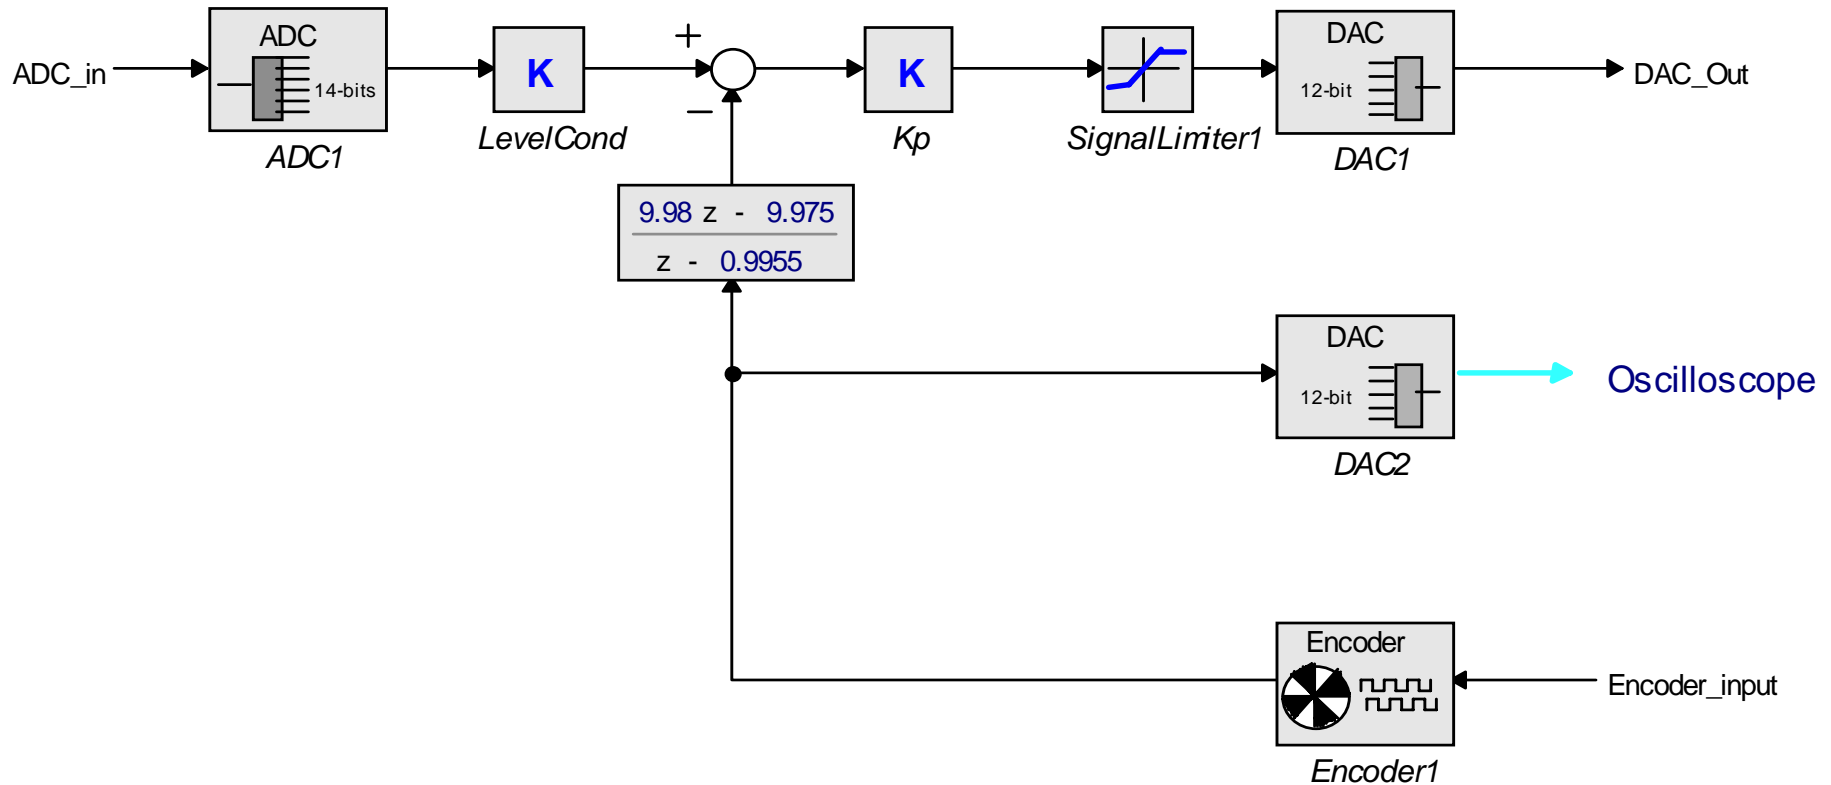 ADC_in
ADC
14-bits
ADC1
K
LevelCond
+
−
K
Kp
SignalLimiter1
DAC
12-bit
DAC1
DAC_Out
9.98 z - 9.975
z - 0.9955
DAC
12-bit
DAC2
Oscilloscope
Encoder
Encoder1
Encoder_input